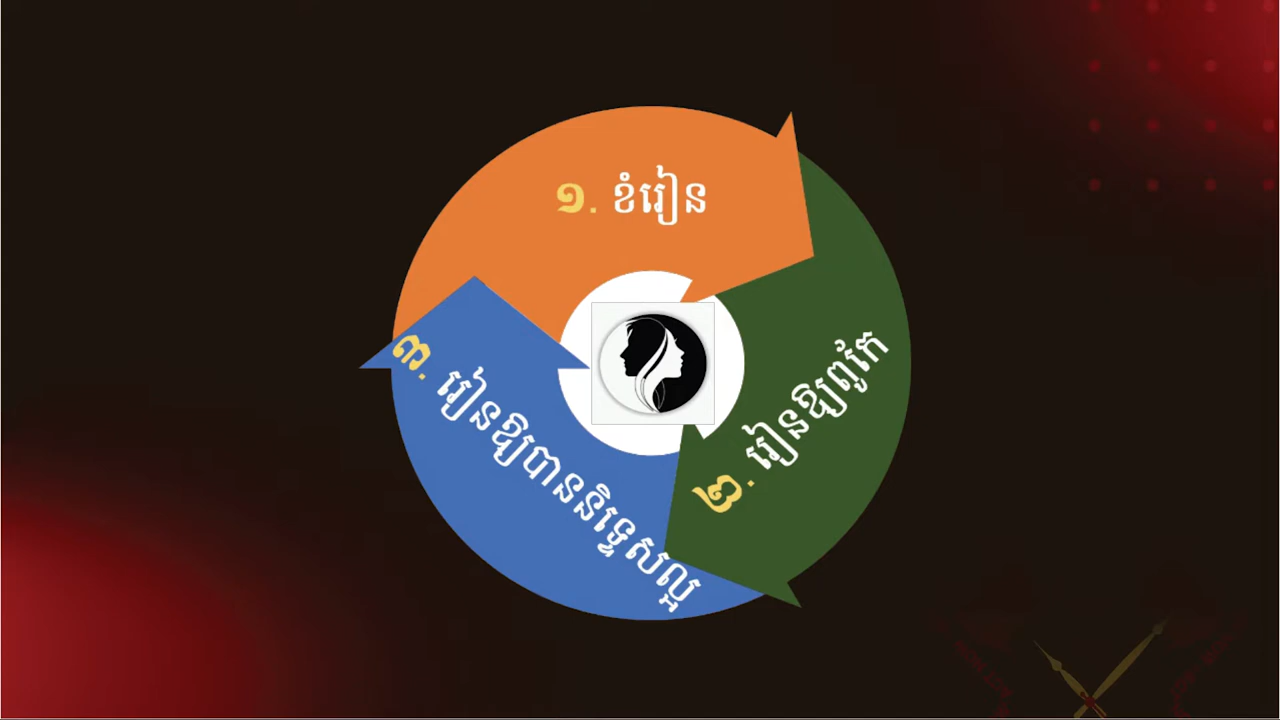 ១. ខំរៀន
២. រៀនឱ្យពូកែ
៣. រៀនឱ្យបាននិទ្ទេសល្អ